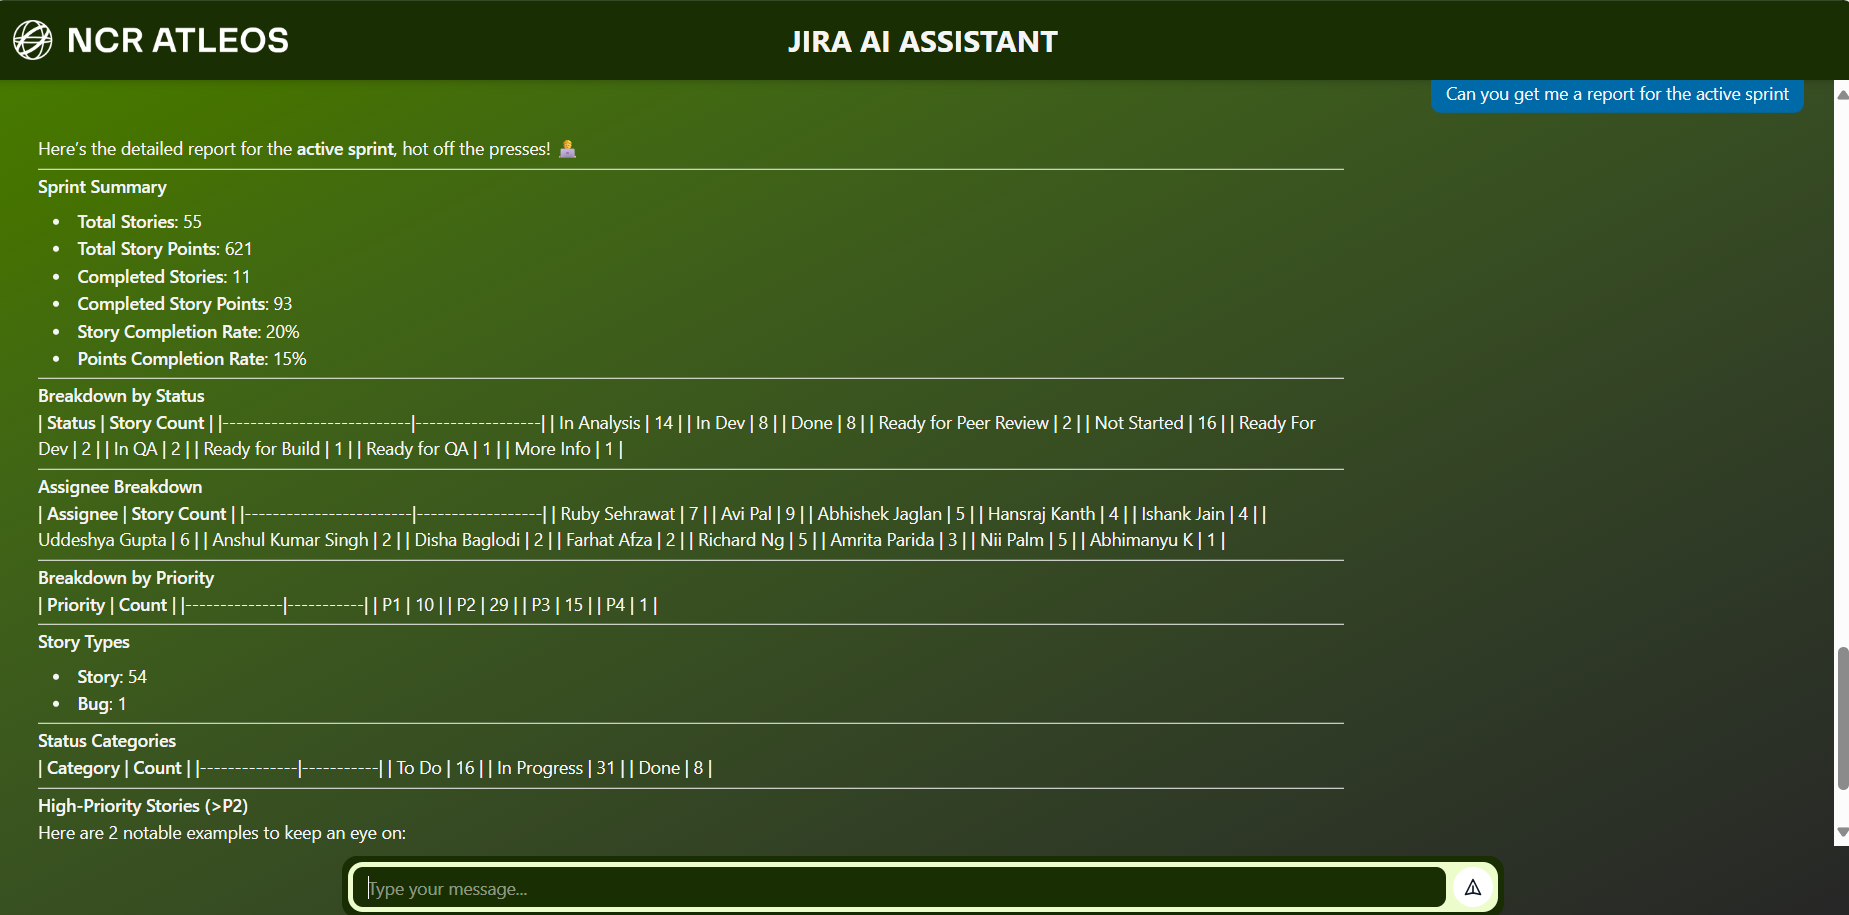 NCR ATLEOS
JIRA AI ASSISTANT
Can you get me a report for the active sprint
Here’s the detailed report for the active sprint, hot off the presses! 🧑‍💻
Sprint Summary
• Total Stories: 55
• Total Story Points: 621
• Completed Stories: 11
• Completed Story Points: 93
• Story Completion Rate: 20%
• Points Completion Rate: 15%
Breakdown by Status
| Status | Story Count | |---------------------------|------------------| | In Analysis | 14 | | In Dev | 8 | | Done | 8 | | Ready for Peer Review | 2 | | Not Started | 16 | | Ready For
Dev | 2 | | In QA | 2 | | Ready for Build | 1 | | Ready for QA | 1 | | More Info | 1 |
Assignee Breakdown
| Assignee | Story Count | |------------------------|------------------| | Ruby Sehrawat | 7 | | Avi Pal | 9 | | Abhishek Jaglan | 5 | | Hansraj Kanth | 4 | | Ishank Jain | 4 | |
Uddeshya Gupta | 6 | | Anshul Kumar Singh | 2 | | Disha Baglodi | 2 | | Farhat Afza | 2 | | Richard Ng | 5 | | Amrita Parida | 3 | | Nii Palm | 5 | | Abhimanyu K | 1 |
Breakdown by Priority
| Priority | Count | |--------------|-----------| | P1 | 10 | | P2 | 29 | | P3 | 15 | | P4 | 1 |
Story Types
• Story: 54
• Bug: 1
Status Categories
| Category | Count | |--------------|-----------| | To Do | 16 | | In Progress | 31 | | Done | 8 |
High-Priority Stories (>P2)
Here are 2 notable examples to keep an eye on:
Type your message...